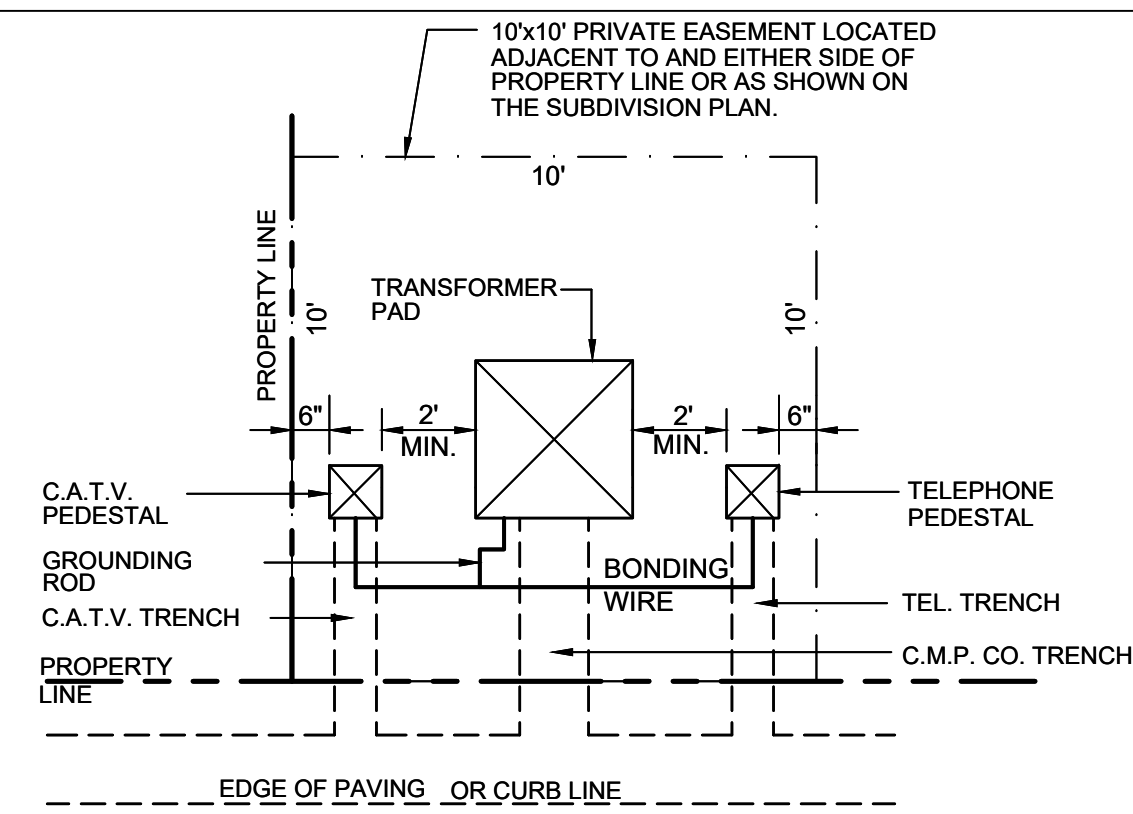 10'x10' PRIVATE EASEMENT LOCATED
ADJACENT TO AND EITHER SIDE OF
PROPERTY LINE OR AS SHOWN ON
THE SUBDIVISION PLAN.
10'
PROPERTY LINE
10'
TRANSFORMER
PAD
10'
6"
2'
MIN.
2'
MIN.
6"
C.A.T.V.
PEDESTAL
TELEPHONE
PEDESTAL
GROUNDING
ROD
BONDING
WIRE
C.A.T.V. TRENCH
TEL. TRENCH
C.M.P. CO. TRENCH
PROPERTY
LINE
EDGE OF PAVING OR CURB LINE